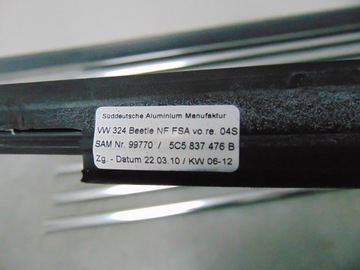 Süddeutsche Aluminium Manufaktur
VW 324 Beetle NF FSA vo.re. 04S
SAM Nr. 99770 / 5C5 837 476 B
Zg. - Datum 22.03.10 / KW 06-12